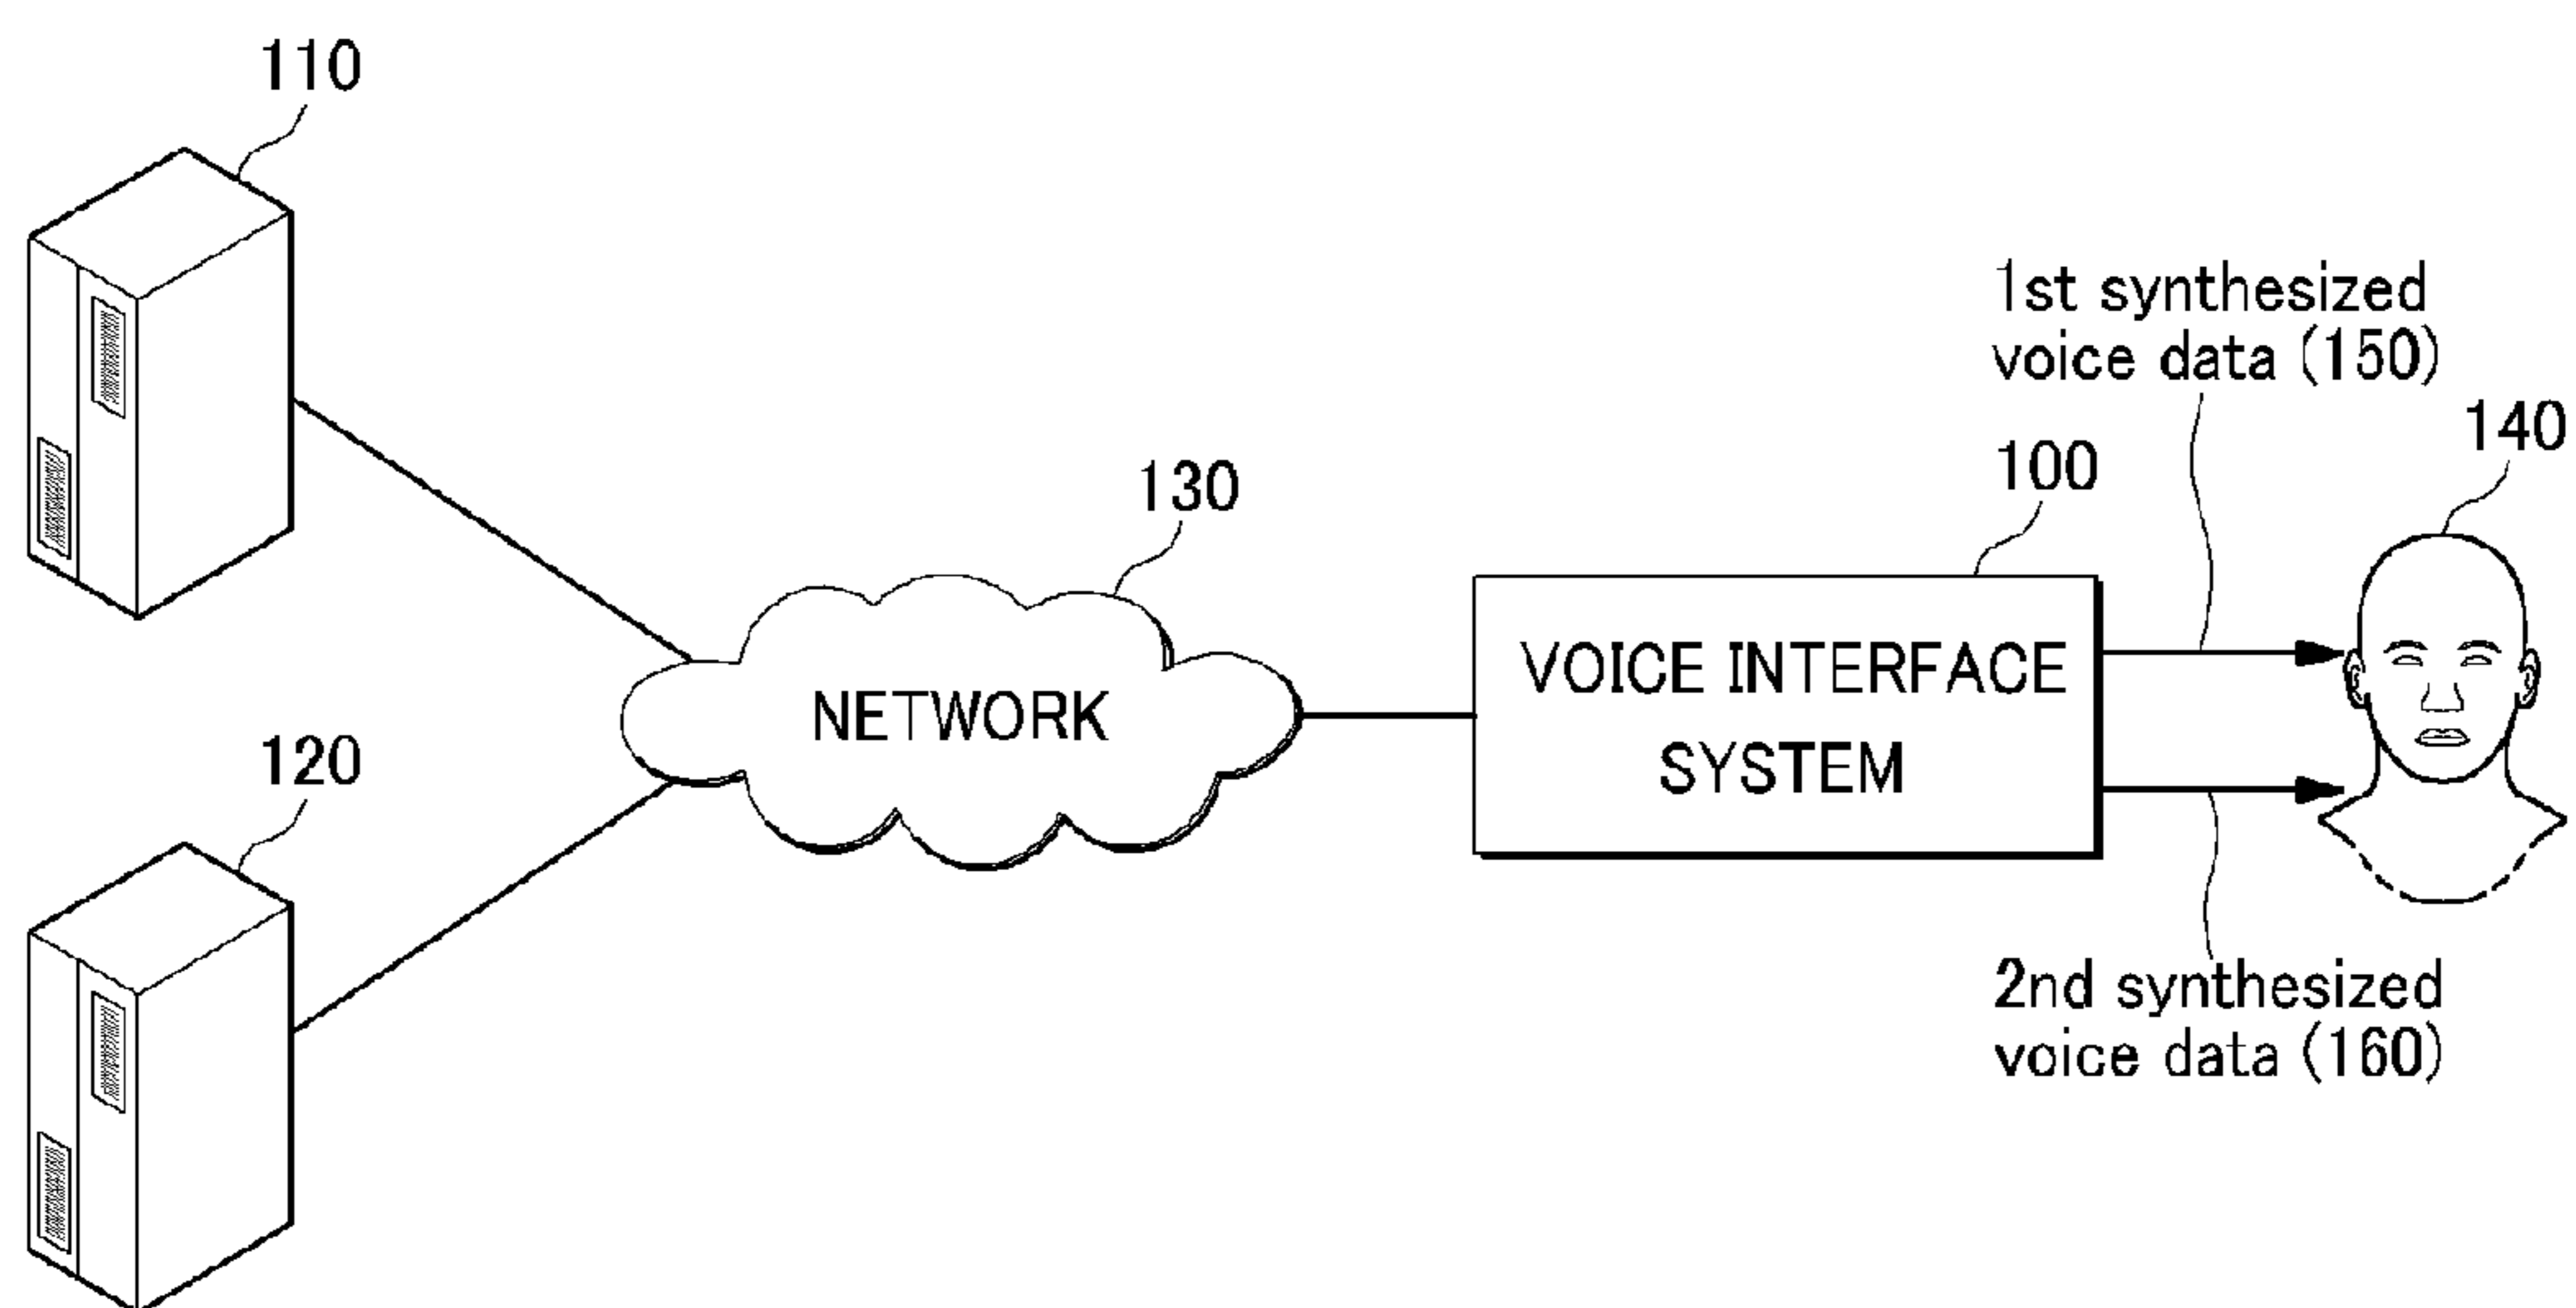 110
1st synthesized
voice data (150)
140
100
130
VOICE INTERFACE
SYSTEM
NETWORK
120
2nd synthesized
voice data (160)